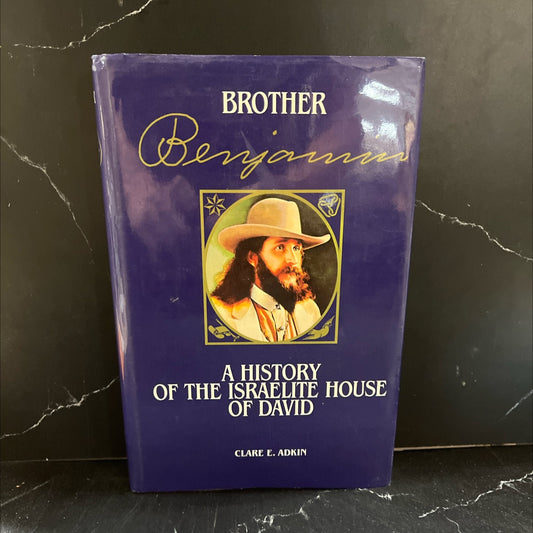 BROTHER
Benjamin
A HISTORY
OF THE ISRAELITE HOUSE
OF DAVID
CLARE E. ADKIN